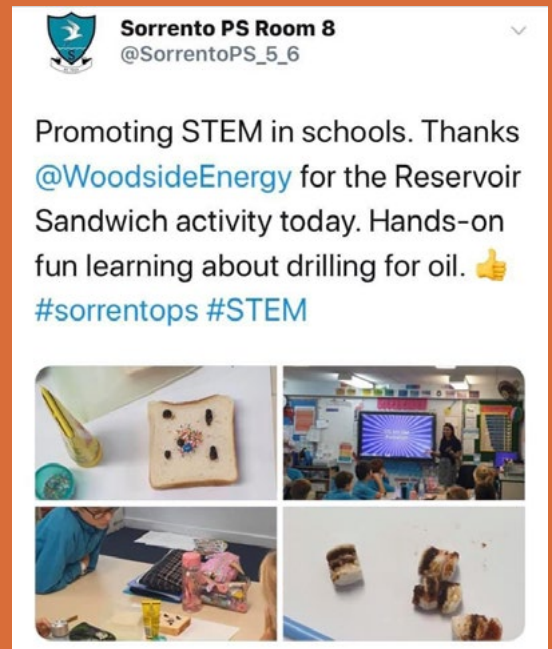 Sorrento PS Room 8
@SorrentoPS_5_6
Promoting STEM in schools. Thanks
@WoodsideEnergy for the Reservoir
Sandwich activity today. Hands-on
fun learning about drilling for oil. 👍
#sorrentops #STEM